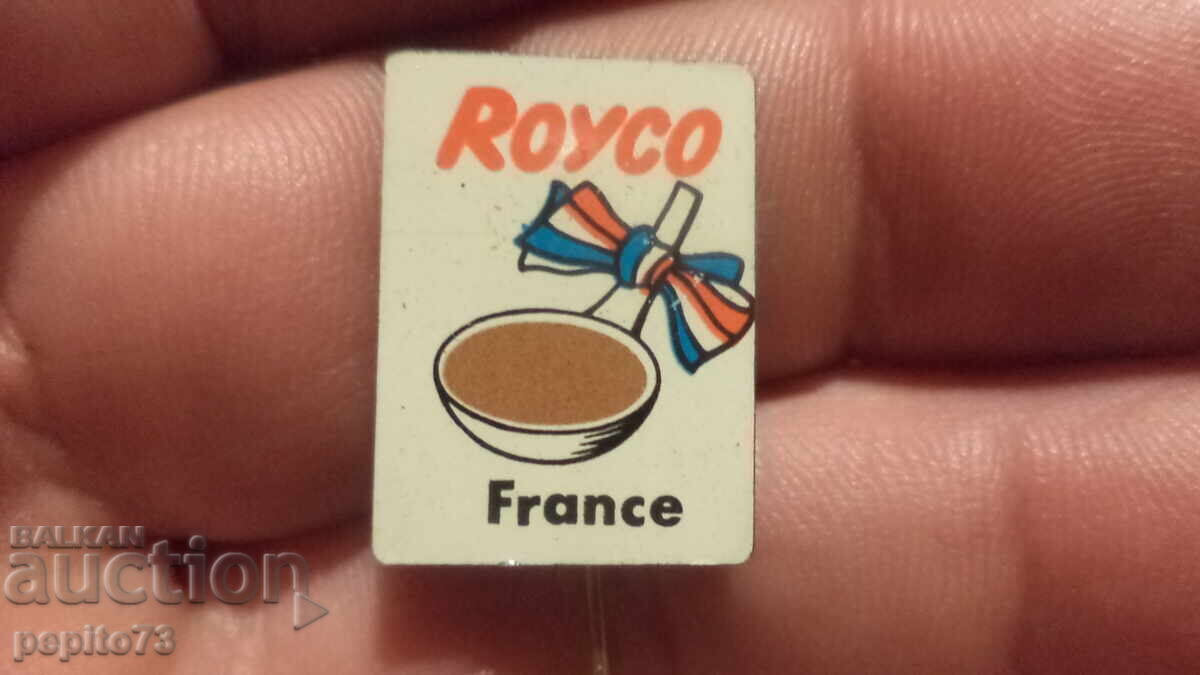 ROYCO
France
BALKAN
auction
pepito73